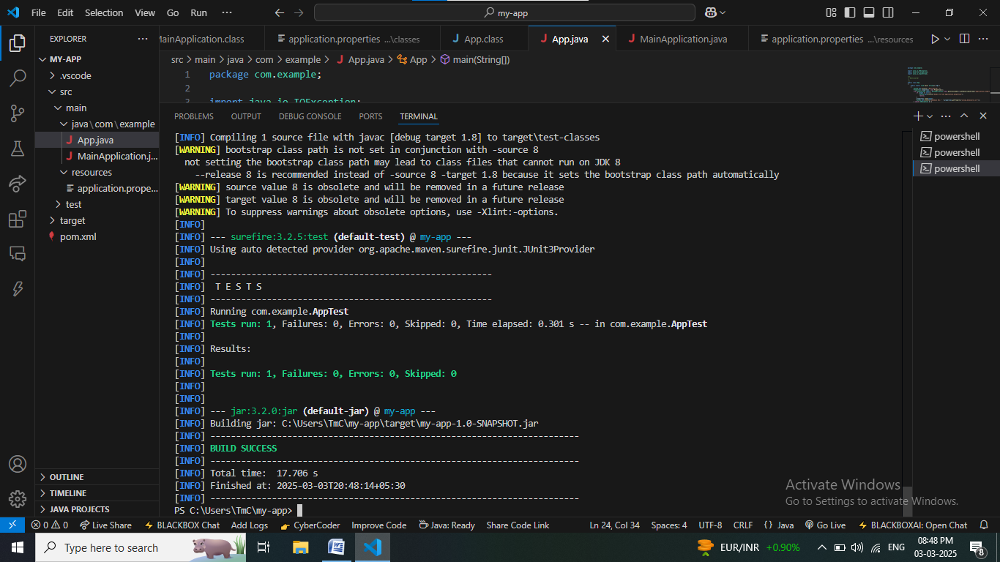 File Edit Selection View Go Run ··· my-app
EXPLORER ···
MainApplication.class application.properties ...\classes App.class App.java MainApplication.java application.properties ...\resources ···
MY-APP
.vscode
src
main
java\com\example
App.java
MainApplication.j...
resources
application.prope...
test
target
pom.xml
OUTLINE
TIMELINE
JAVA PROJECTS
src > main > java > com > example > App.java > App > main(String[])
1 package com.example;
2
3 import java.io.IOException;
PROBLEMS OUTPUT DEBUG CONSOLE PORTS TERMINAL
[INFO] Compiling 1 source file with javac [debug target 1.8] to target\test-classes
[WARNING] bootstrap class path is not set in conjunction with -source 8
not setting the bootstrap class path may lead to class files that cannot run on JDK 8
--release 8 is recommended instead of -source 8 -target 1.8 because it sets the bootstrap class path automatically
[WARNING] source value 8 is obsolete and will be removed in a future release
[WARNING] target value 8 is obsolete and will be removed in a future release
[WARNING] To suppress warnings about obsolete options, use -Xlint:-options.
[INFO]
[INFO] --- surefire:3.2.5:test (default-test) @ my-app ---
[INFO] Using auto detected provider org.apache.maven.surefire.junit.JUnit3Provider
[INFO]
[INFO] -------------------------------------------------------
[INFO]  T E S T S
[INFO] -------------------------------------------------------
[INFO] Running com.example.AppTest
[INFO] Tests run: 1, Failures: 0, Errors: 0, Skipped: 0, Time elapsed: 0.301 s -- in com.example.AppTest
[INFO]
[INFO] Results:
[INFO]
[INFO] Tests run: 1, Failures: 0, Errors: 0, Skipped: 0
[INFO]
[INFO]
[INFO] --- jar:3.2.0:jar (default-jar) @ my-app ---
[INFO] Building jar: C:\Users\TmC\my-app\target\my-app-1.0-SNAPSHOT.jar
[INFO] ------------------------------------------------------------------------
[INFO] BUILD SUCCESS
[INFO] ------------------------------------------------------------------------
[INFO] Total time:  17.706 s
[INFO] Finished at: 2025-03-03T20:48:14+05:30
[INFO] ------------------------------------------------------------------------
PS C:\Users\TmC\my-app>
powershell
powershell
powershell
Activate Windows
Go to Settings to activate Windows.
0 0 Live Share BLACKBOX Chat Add Logs CyberCoder Improve Code Java: Ready Share Code Link Ln 24, Col 34 Spaces: 4 UTF-8 CRLF {} Java Go Live BLACKBOXAI: Open Chat
Type here to search EUR/INR +0.90% ENG 08:48 PM
03-03-2025
8